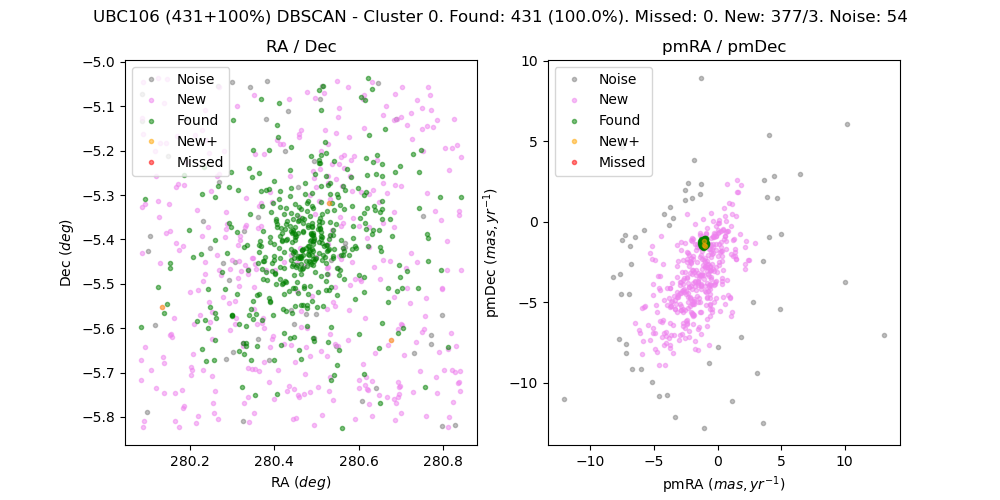 UBC106 (431+100%) DBSCAN - Cluster 0. Found: 431 (100.0%). Missed: 0. New: 377/3. Noise: 54
RA / Dec
−5.0
−5.1
−5.2
−5.3
−5.4
−5.5
−5.6
−5.7
−5.8
Dec (deg)
Noise
New
Found
New+
Missed
280.2 280.4 280.6 280.8
RA (deg)
pmRA / pmDec
10
5
0
−5
−10
pmDec (mas, yr⁻¹)
Noise
New
Found
New+
Missed
−10 −5 0 5 10
pmRA (mas, yr⁻¹)